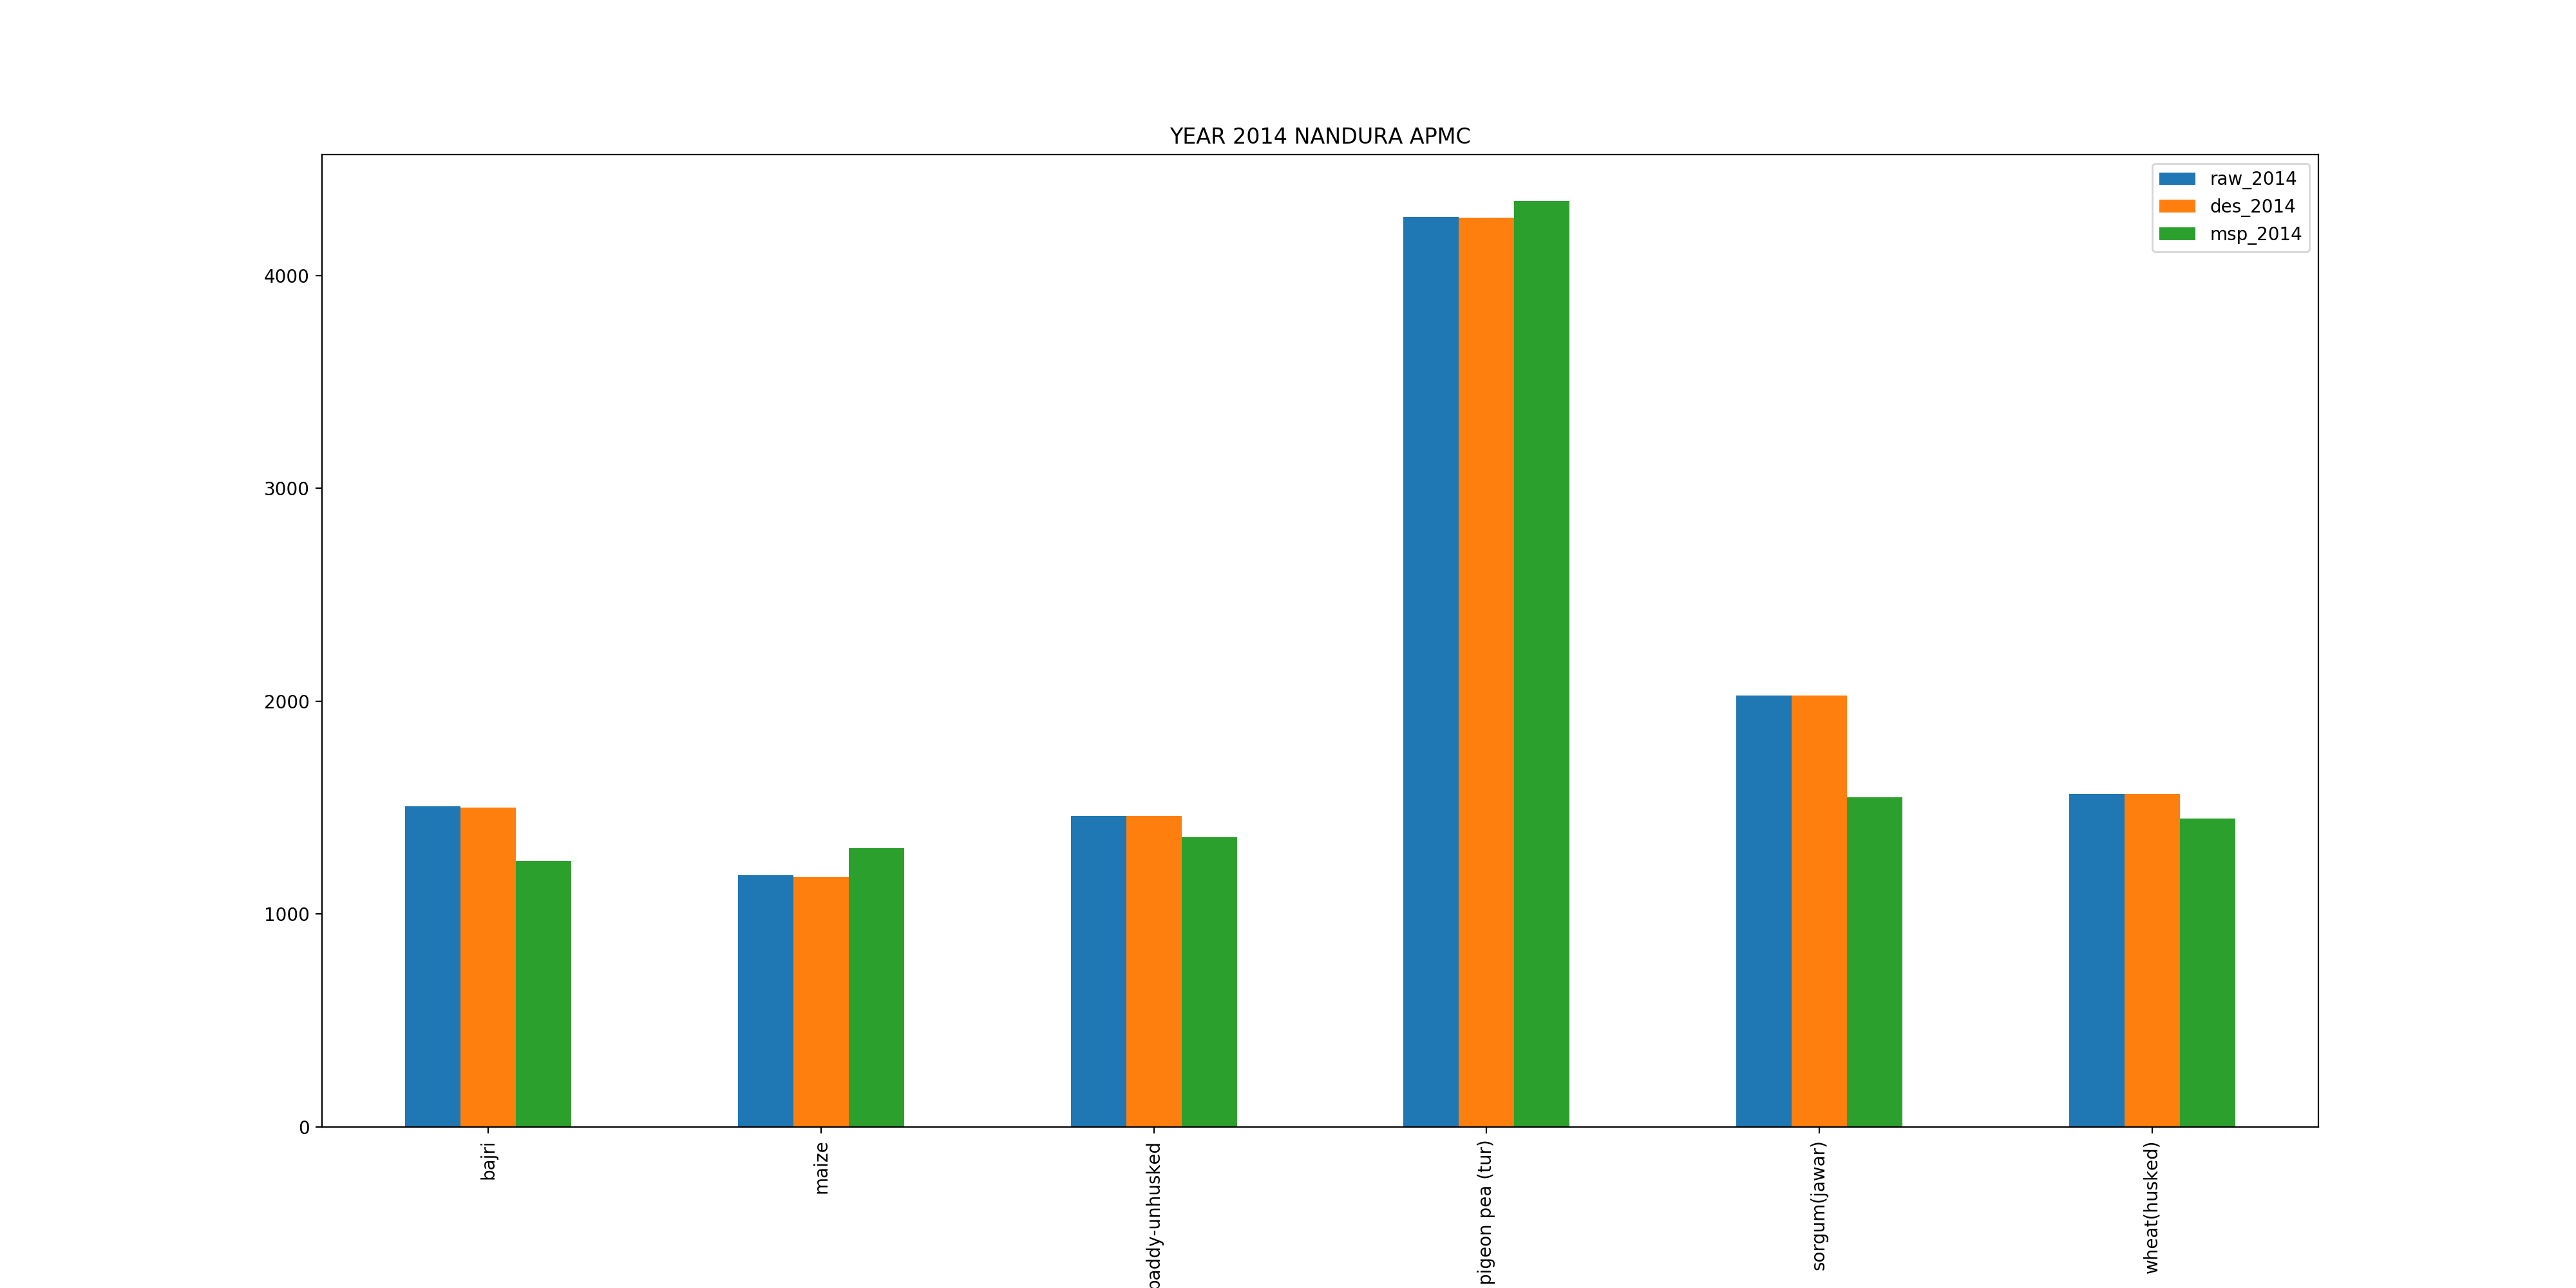 YEAR 2014 NANDURA APMC
raw_2014
des_2014
msp_2014
4000
3000
2000
1000
0
bajri
maize
paddy-unhusked
pigeon pea (tur)
sorgum(jawar)
wheat(husked)